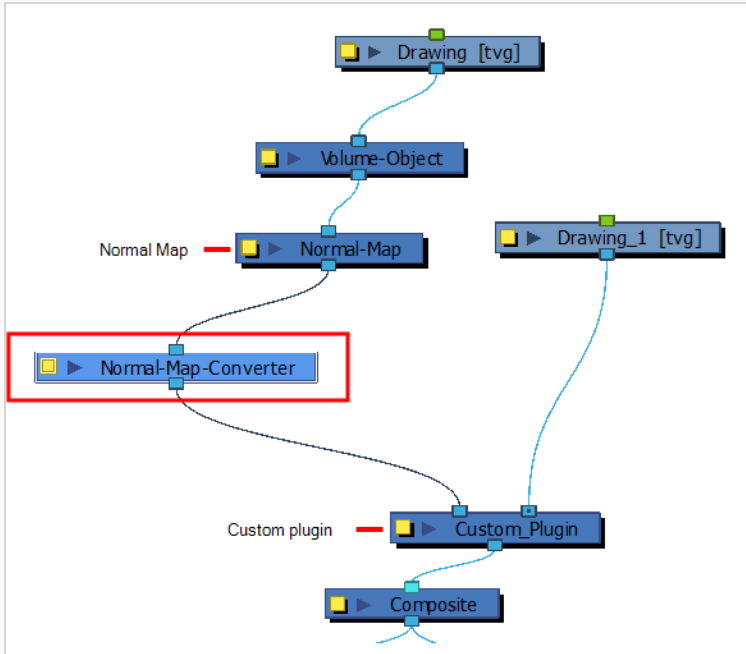 Drawing [tvg]
Volume-Object
Normal Map
Normal-Map
Drawing_1 [tvg]
Normal-Map-Converter
Custom plugin
Custom_Plugin
Composite